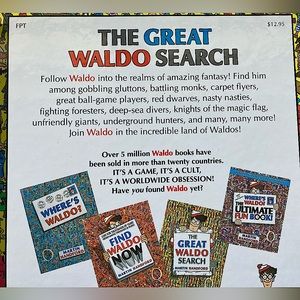 FPT
$12.95
THE GREAT
WALDO SEARCH
Follow Waldo into the realms of amazing fantasy! Find him
among gobbling gluttons, battling monks, carpet flyers,
great ball-game players, red dwarves, nasty nasties,
fighting foresters, deep-sea divers, knights of the magic flag,
unfriendly giants, underground hunters, and many, many more!
Join Waldo in the incredible land of Waldos!
Over 5 million Waldo books have
been sold in more than twenty countries.
IT'S A GAME, IT'S A CULT,
IT'S A WORLDWIDE OBSESSION!
Have you found Waldo yet?
WHERE'S
WALDO?
MARTIN
HANDFORD
FIND
WALDO
NOW
MARTIN HANDFORD
THE
GREAT
WALDO
SEARCH
MARTIN HANDFORD
WHERE'S
WALDO?
THE
ULTIMATE
FUN BOOK!